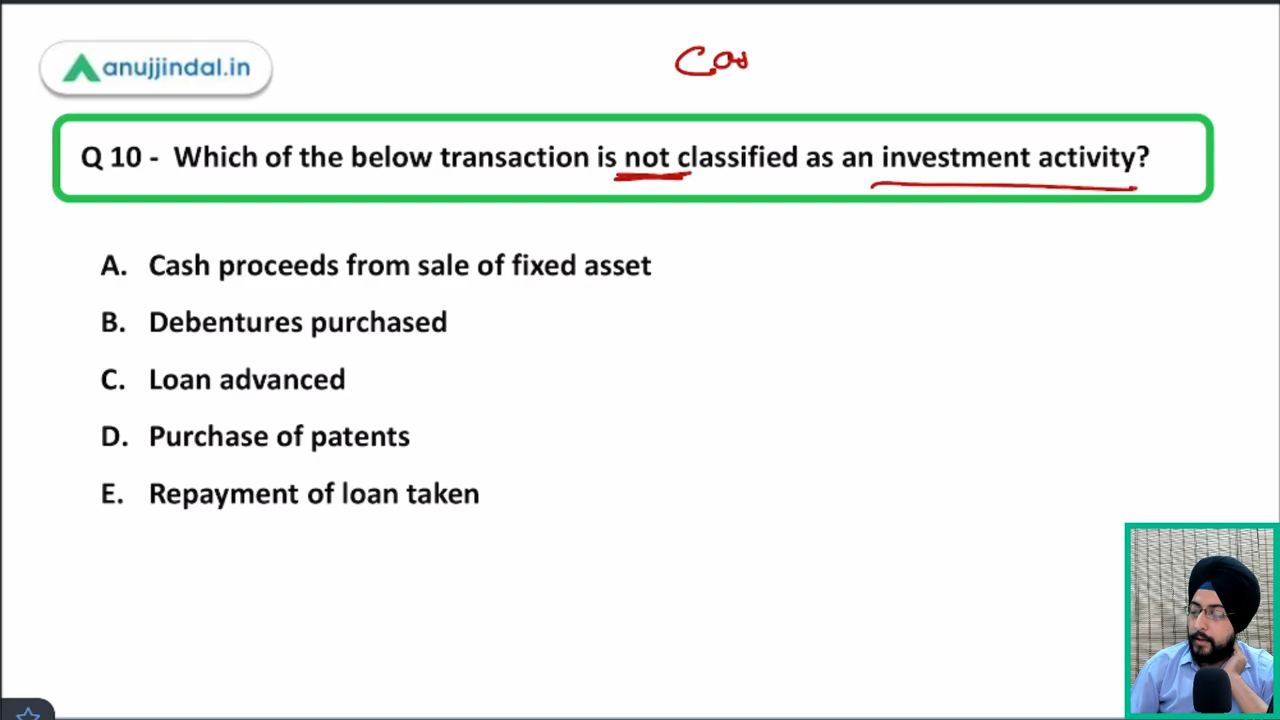 anujjindal.in
Cas
Q 10 - Which of the below transaction is not classified as an investment activity?
A. Cash proceeds from sale of fixed asset
B. Debentures purchased
C. Loan advanced
D. Purchase of patents
E. Repayment of loan taken